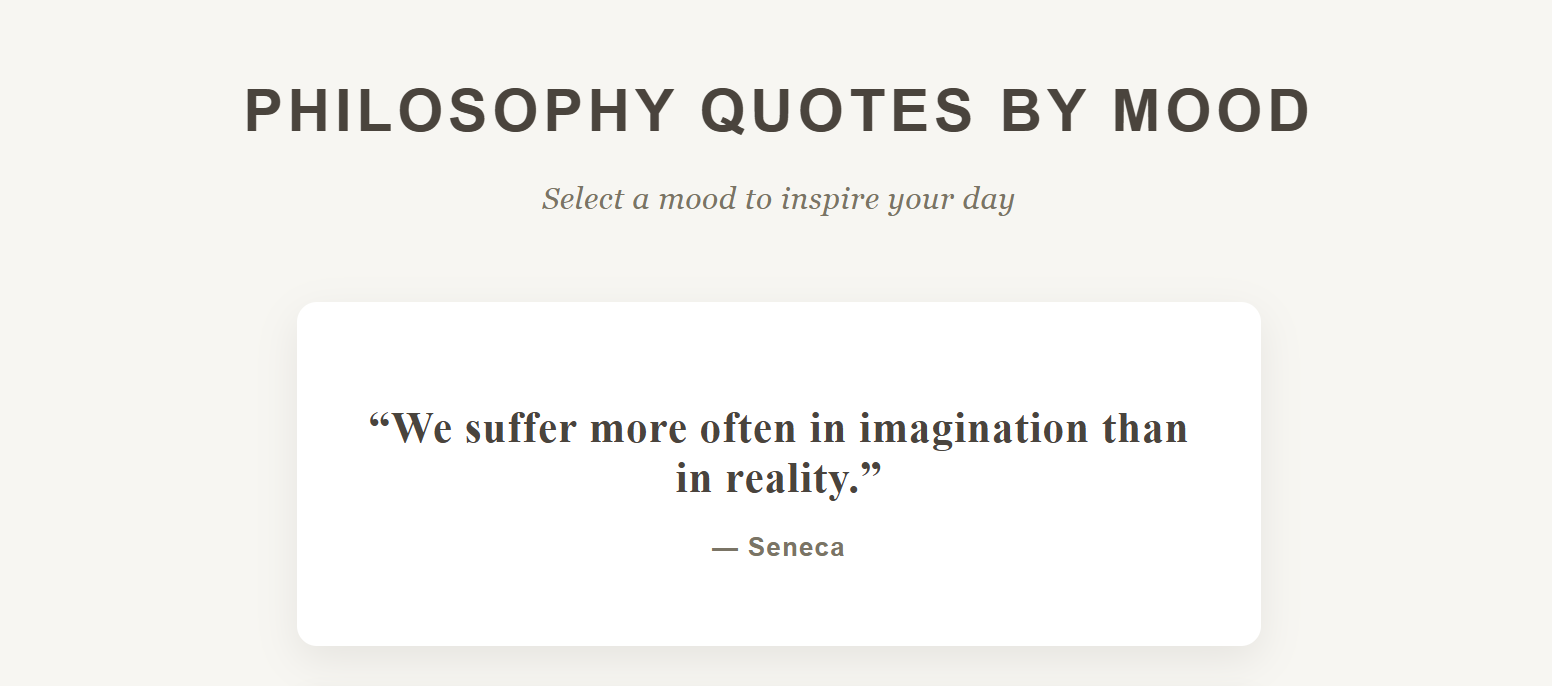 PHILOSOPHY QUOTES BY MOOD
Select a mood to inspire your day
“We suffer more often in imagination than
in reality.”
— Seneca